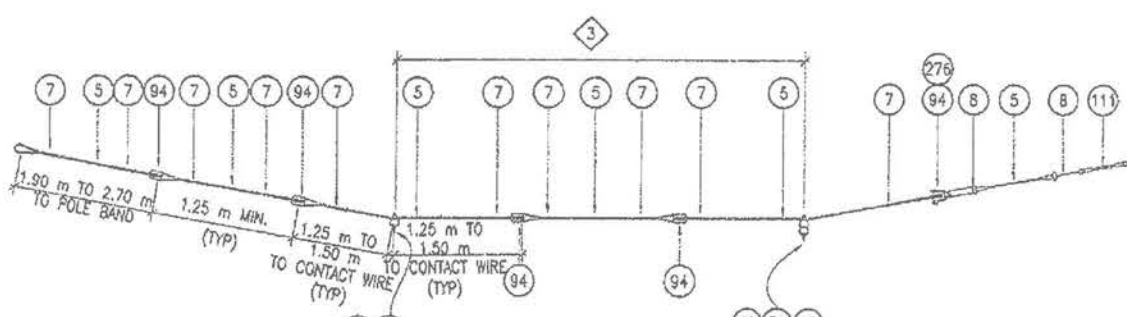 3
276
7 5 7 94 7 5 7 94 7 5 7 7 5 7 7 5 7 94 8 5 8 111
1.90 m TO 2.70 m
TO POLE BAND
1.25 m MIN.
(TYP)
1.25 m TO
1.50 m
TO CONTACT WIRE
(TYP)
1.25 m TO
1.50 m
TO CONTACT WIRE
(TYP)
94 94